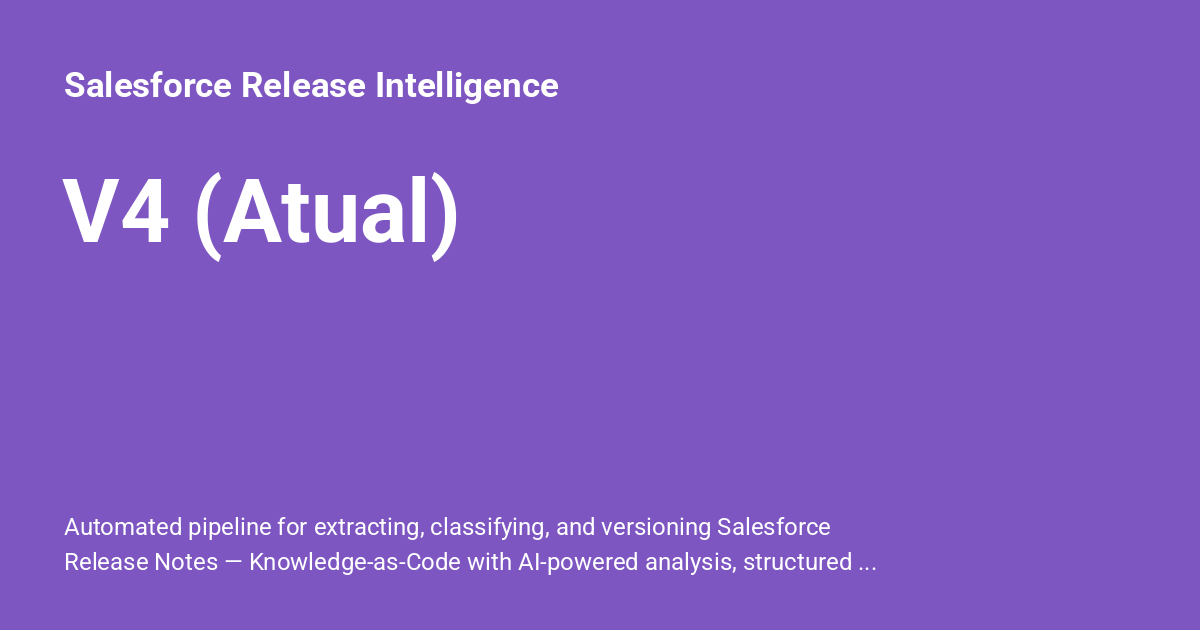 Salesforce Release Intelligence
V4 (Atual)
Automated pipeline for extracting, classifying, and versioning Salesforce
Release Notes — Knowledge-as-Code with AI-powered analysis, structured ...